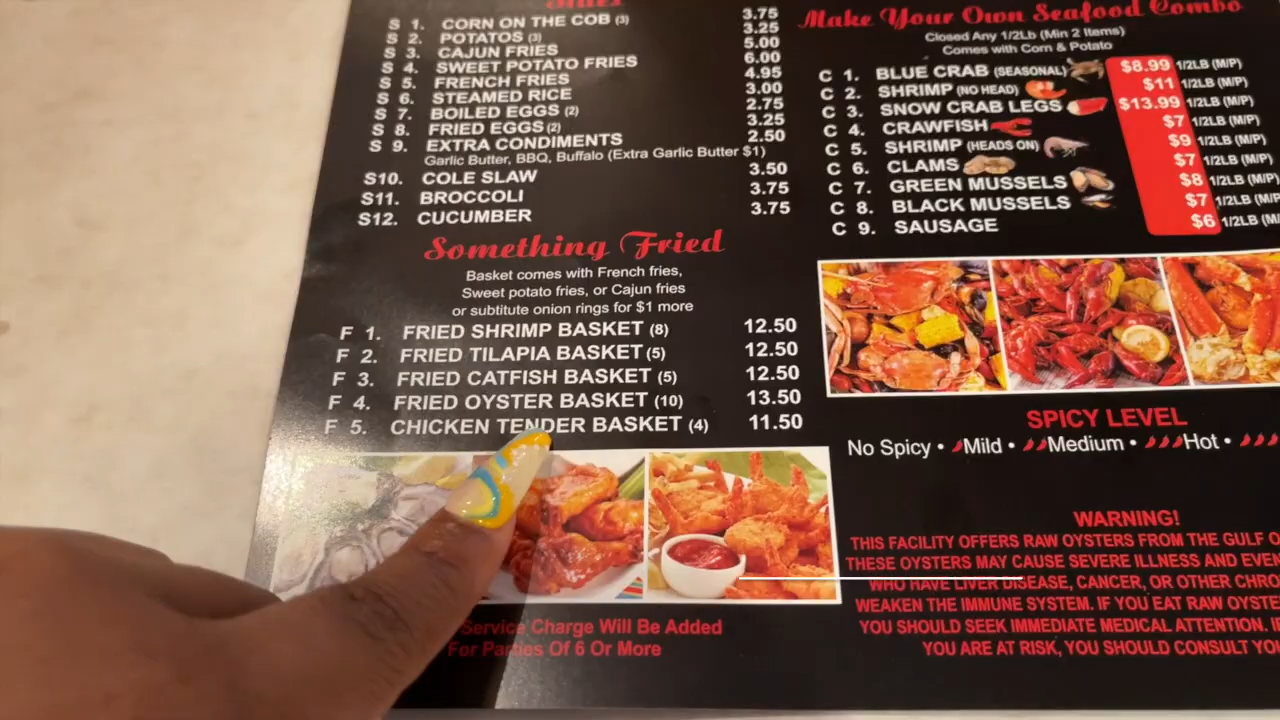 Sides
S 1. CORN ON THE COB (3) 3.75
S 2. POTATOS (3) 3.25
S 3. CAJUN FRIES 5.00
S 4. SWEET POTATO FRIES 6.00
S 5. FRENCH FRIES 4.95
S 6. STEAMED RICE 3.00
S 7. BOILED EGGS (2) 2.75
S 8. FRIED EGGS (2) 3.25
S 9. EXTRA CONDIMENTS 2.50
Garlic Butter, BBQ, Buffalo (Extra Garlic Butter $1)
S10. COLE SLAW 3.50
S11. BROCCOLI 3.75
S12. CUCUMBER 3.75
Something Fried
Basket comes with French fries,
Sweet potato fries, or Cajun fries
or subtitute onion rings for $1 more
F 1. FRIED SHRIMP BASKET (8) 12.50
F 2. FRIED TILAPIA BASKET (5) 12.50
F 3. FRIED CATFISH BASKET (5) 12.50
F 4. FRIED OYSTER BASKET (10) 13.50
F 5. CHICKEN TENDER BASKET (4) 11.50
Service Charge Will Be Added
For Parties Of 6 Or More
Make Your Own Seafood Combo
Closed Any 1/2Lb (Min 2 Items)
Comes with Corn & Potato
C 1. BLUE CRAB (SEASONAL) $8.99 1/2LB (M/P)
C 2. SHRIMP (NO HEAD) $11 1/2LB (M/P)
C 3. SNOW CRAB LEGS $13.99 1/2LB (M/P)
C 4. CRAWFISH $7 1/2LB (M/P)
C 5. SHRIMP (HEADS ON) $9 1/2LB (M/P)
C 6. CLAMS $7 1/2LB (M/P)
C 7. GREEN MUSSELS $8 1/2LB (M/P)
C 8. BLACK MUSSELS $7 1/2LB (M/P
C 9. SAUSAGE $6 1/2LB (M/P
SPICY LEVEL
No Spicy • Mild • Medium • Hot •
WARNING!
THIS FACILITY OFFERS RAW OYSTERS FROM THE GULF O
THESE OYSTERS MAY CAUSE SEVERE ILLNESS AND EVEN
WHO HAVE LIVER DISEASE, CANCER, OR OTHER CHRO
WEAKEN THE IMMUNE SYSTEM. IF YOU EAT RAW OYSTE
YOU SHOULD SEEK IMMEDIATE MEDICAL ATTENTION. I
YOU ARE AT RISK, YOU SHOULD CONSULT YO